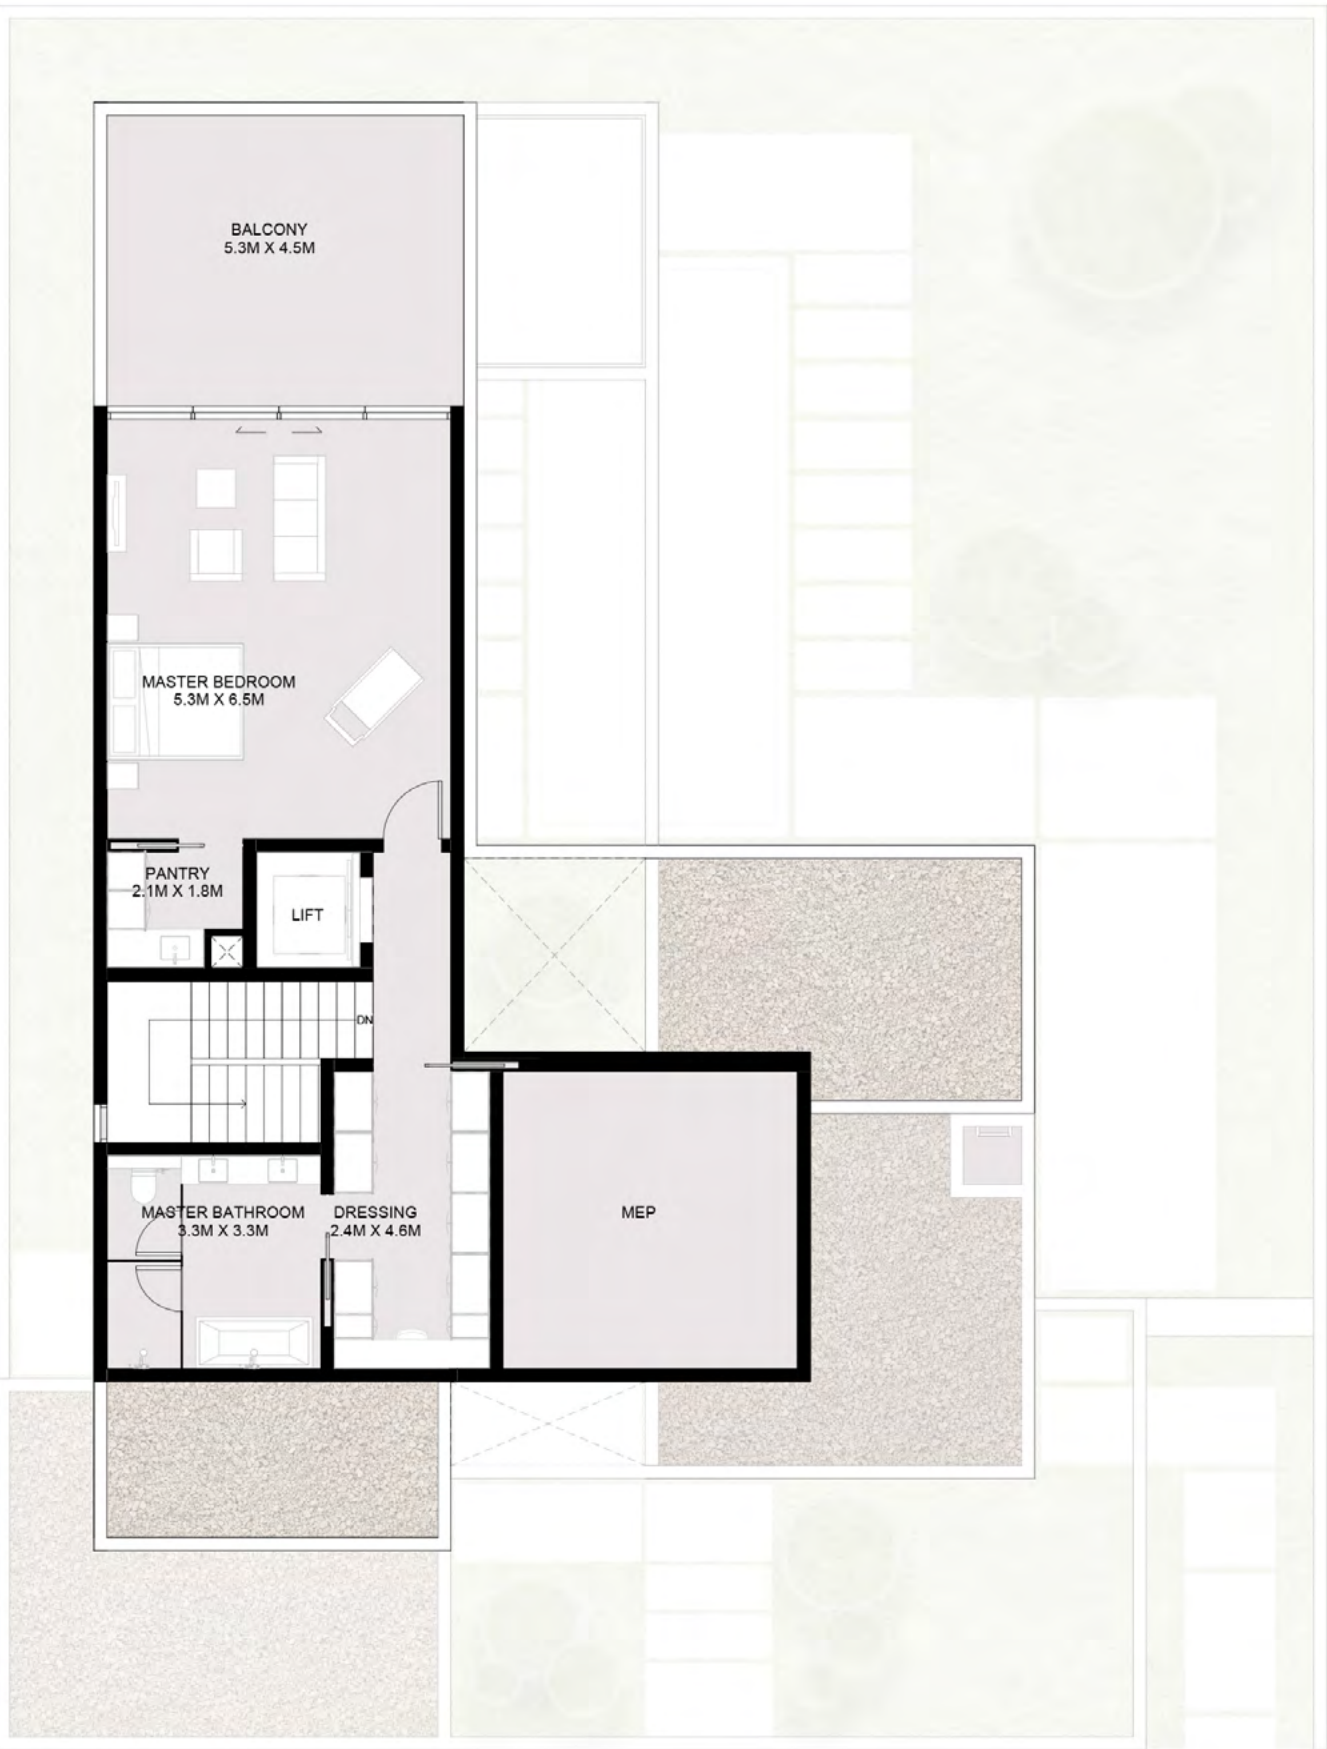 BALCONY
5.3M X 4.5M
MASTER BEDROOM
5.3M X 6.5M
PANTRY
2.1M X 1.8M
LIFT
DN
MASTER BATHROOM
3.3M X 3.3M
DRESSING
2.4M X 4.6M
MEP